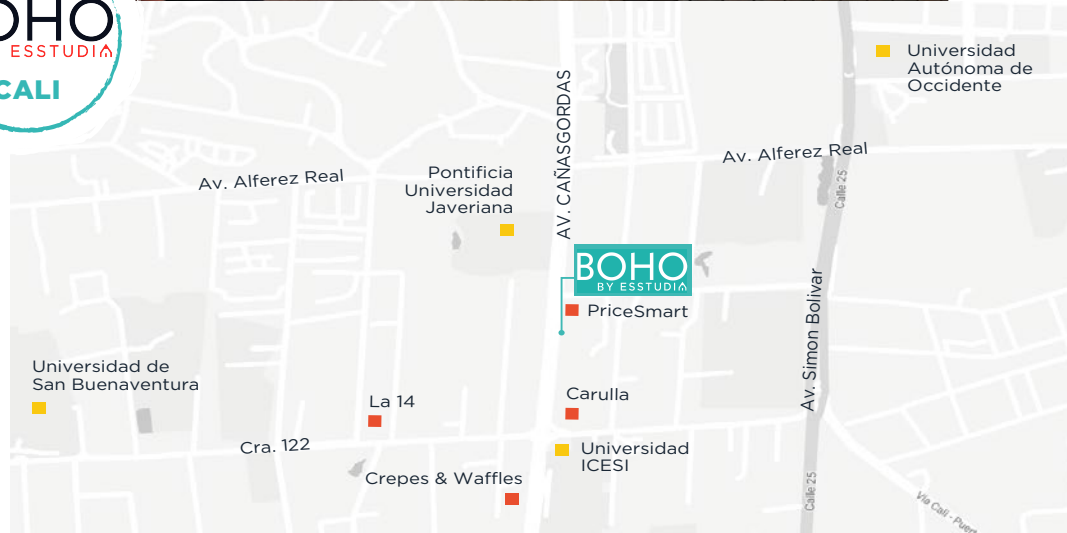 OHO
ESSTUDIA
CALI
Universidad
Autónoma de
Occidente
AV. CAÑASGORDAS
Av. Alferez Real
Av. Alferez Real
Calle 25
Pontificia
Universidad
Javeriana
BOHO
BY ESSTUDIA
PriceSmart
Av. Simon Bolivar
Universidad de
San Buenaventura
La 14
Carulla
Cra. 122
Universidad
ICESI
Crepes & Waffles
Calle 25
Vía Cali - Puert